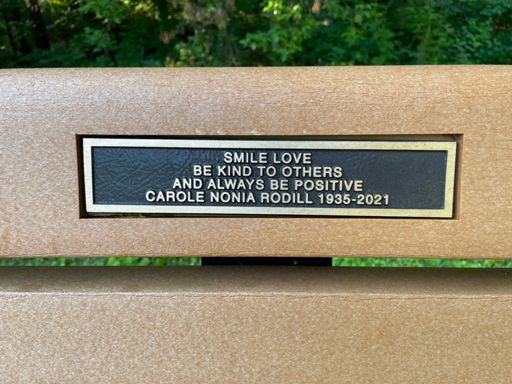 SMILE LOVE
BE KIND TO OTHERS
AND ALWAYS BE POSITIVE
CAROLE NONIA RODILL 1935-2021